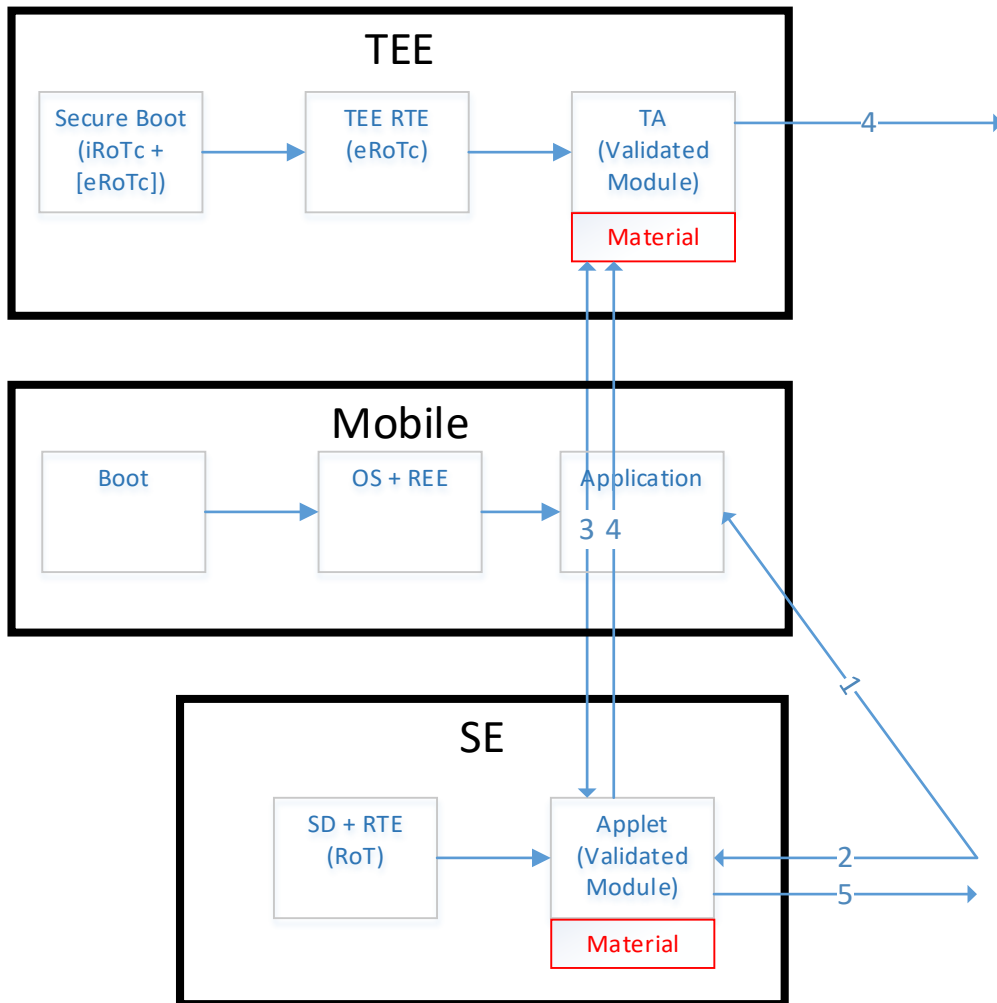 TEE
Secure Boot
(iRoTc +
[eRoTc])
TEE RTE
(eRoTc)
TA
(Validated
Module)
4
Material
Mobile
Boot
OS + REE
Application
3 4
1
SE
SD + RTE
(RoT)
Applet
(Validated
Module)
2
5
Material